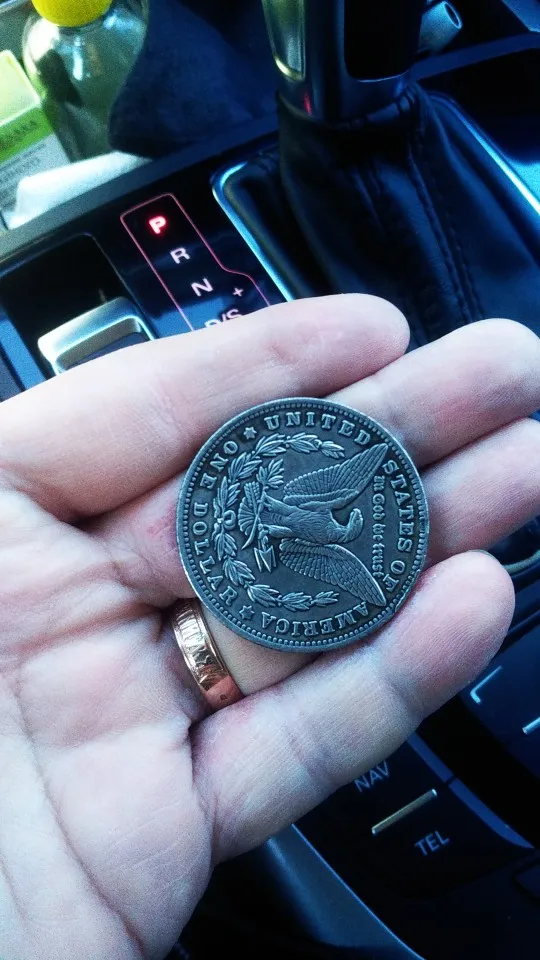 P
R
N
+
D/S
UNITED STATES OF AMERICA
In God we trust
ONE DOLLAR
NAV
TEL